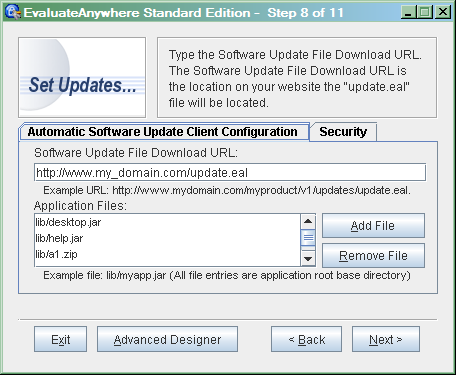 EvaluateAnywhere Standard Edition - Step 8 of 11
Set Updates...
Type the Software Update File Download URL.
The Software Update File Download URL is
the location on your website the "update.eal"
file will be located.
Automatic Software Update Client Configuration
Security
Software Update File Download URL:
http://www.my_domain.com/update.eal
Example URL: http://www.mydomain.com/myproduct/v1/updates/update.eal.
Application Files:
lib/desktop.jar
lib/help.jar
lib/a1.zip
Add File
Remove File
Example file: lib/myapp.jar (All file entries are application root base directory)
Exit
Advanced Designer
< Back
Next >